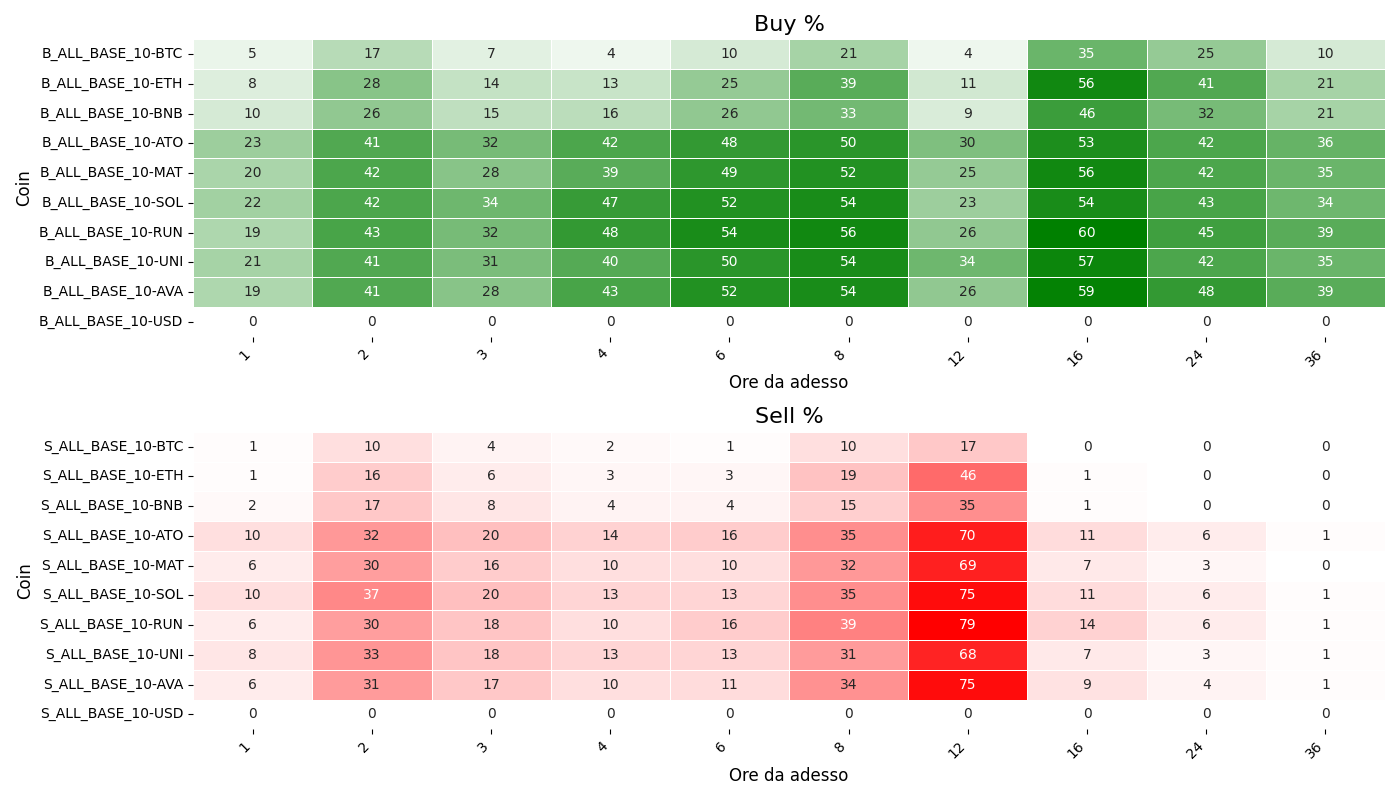 Buy %
Coin
B_ALL_BASE_10-BTC 5 17 7 4 10 21 4 35 25 10
B_ALL_BASE_10-ETH 8 28 14 13 25 39 11 56 41 21
B_ALL_BASE_10-BNB 10 26 15 16 26 33 9 46 32 21
B_ALL_BASE_10-ATO 23 41 32 42 48 50 30 53 42 36
B_ALL_BASE_10-MAT 20 42 28 39 49 52 25 56 42 35
B_ALL_BASE_10-SOL 22 42 34 47 52 54 23 54 43 34
B_ALL_BASE_10-RUN 19 43 32 48 54 56 26 60 45 39
B_ALL_BASE_10-UNI 21 41 31 40 50 54 34 57 42 35
B_ALL_BASE_10-AVA 19 41 28 43 52 54 26 59 48 39
B_ALL_BASE_10-USD 0 0 0 0 0 0 0 0 0 0
1 2 3 4 6 8 12 16 24 36
Ore da adesso
Sell %
Coin
S_ALL_BASE_10-BTC 1 10 4 2 1 10 17 0 0 0
S_ALL_BASE_10-ETH 1 16 6 3 3 19 46 1 0 0
S_ALL_BASE_10-BNB 2 17 8 4 4 15 35 1 0 0
S_ALL_BASE_10-ATO 10 32 20 14 16 35 70 11 6 1
S_ALL_BASE_10-MAT 6 30 16 10 10 32 69 7 3 0
S_ALL_BASE_10-SOL 10 37 20 13 13 35 75 11 6 1
S_ALL_BASE_10-RUN 6 30 18 10 16 39 79 14 6 1
S_ALL_BASE_10-UNI 8 33 18 13 13 31 68 7 3 1
S_ALL_BASE_10-AVA 6 31 17 10 11 34 75 9 4 1
S_ALL_BASE_10-USD 0 0 0 0 0 0 0 0 0 0
1 2 3 4 6 8 12 16 24 36
Ore da adesso